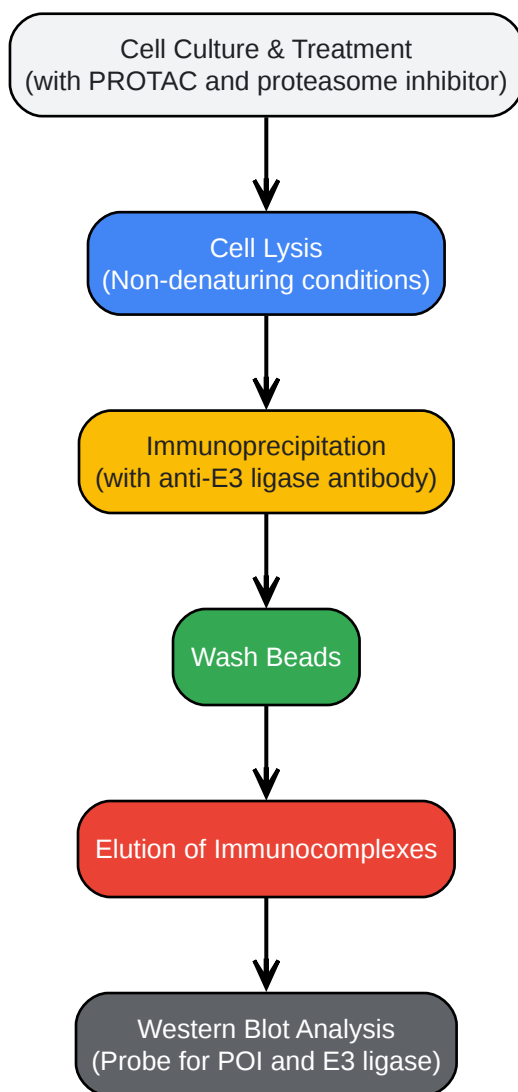 Cell Culture & Treatment
(with PROTAC and proteasome inhibitor)
Cell Lysis
(Non-denaturing conditions)
Immunoprecipitation
(with anti-E3 ligase antibody)
Wash Beads
Elution of Immunocomplexes
Western Blot Analysis
(Probe for POI and E3 ligase)